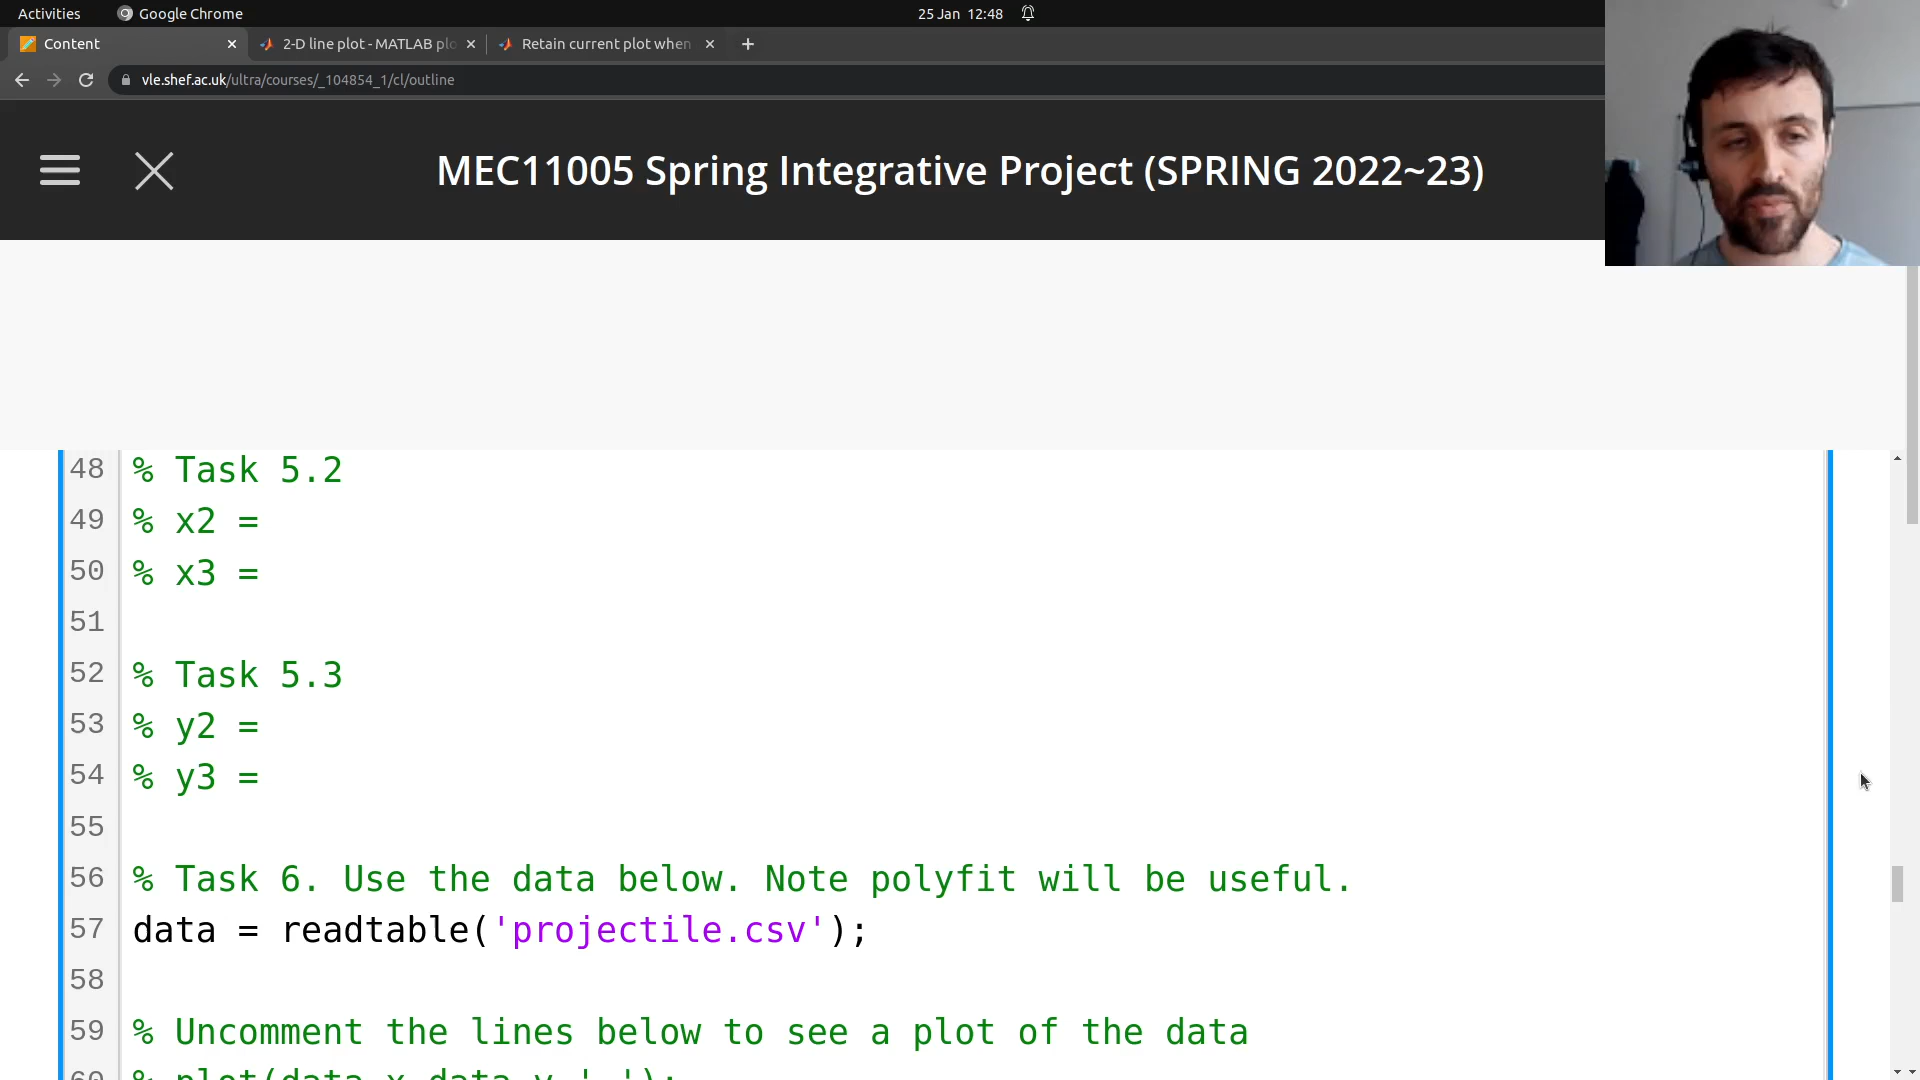 Activities
Google Chrome
25 Jan 12:48
Content
2-D line plot - MATLAB plo
Retain current plot when
vle.shef.ac.uk/ultra/courses/_104854_1/cl/outline
MEC11005 Spring Integrative Project (SPRING 2022~23)
48 % Task 5.2
49 % x2 =
50 % x3 =
51
52 % Task 5.3
53 % y2 =
54 % y3 =
55
56 % Task 6. Use the data below. Note polyfit will be useful.
57 data = readtable('projectile.csv');
58
59 % Uncomment the lines below to see a plot of the data